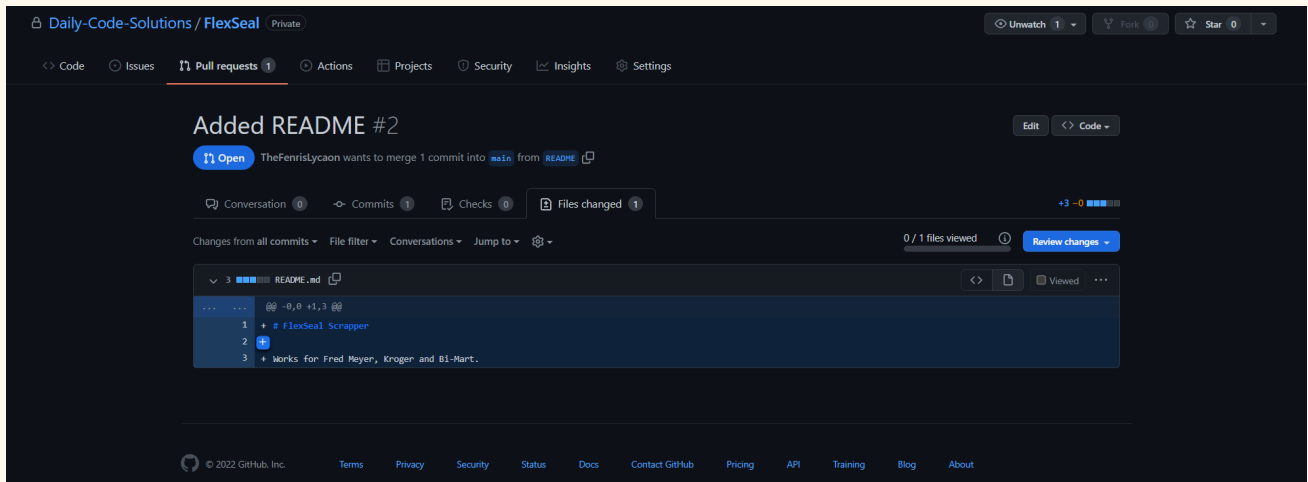 Daily-Code-Solutions / FlexSeal Private
Unwatch 1
Fork 0
Star 0
Code Issues Pull requests 1 Actions Projects Security Insights Settings
Added README #2
Edit <> Code
Open TheFenrisLycaon wants to merge 1 commit into main from README
Conversation 0 Commits 1 Checks 0 Files changed 1
+3 −0
Changes from all commits File filter Conversations Jump to
0 / 1 files viewed
Review changes
3 README.md
Viewed
... ... @@ -0,0 +1,3 @@
1 + # FlexSeal Scrapper
2 +
3 + Works for Fred Meyer, Kroger and Bi-Mart.
© 2022 GitHub, Inc. Terms Privacy Security Status Docs Contact GitHub Pricing API Training Blog About